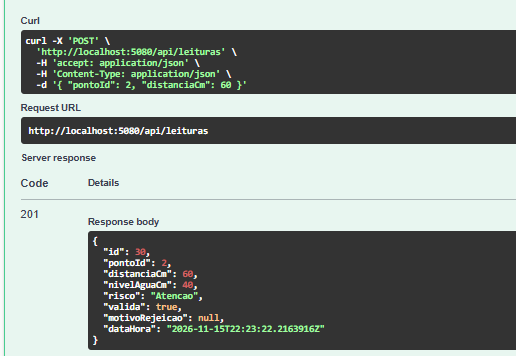 Curl
curl -X 'POST' \
  'http://localhost:5080/api/leituras' \
  -H 'accept: application/json' \
  -H 'Content-Type: application/json' \
  -d '{ "pontoId": 2, "distanciaCm": 60 }'
Request URL
http://localhost:5080/api/leituras
Server response
Code Details
201
Response body
{
  "id": 30,
  "pontoId": 2,
  "distanciaCm": 60,
  "nivelAguaCm": 40,
  "risco": "Atencao",
  "valida": true,
  "motivoRejeicao": null,
  "dataHora": "2026-11-15T22:23:22.2163916Z"
}